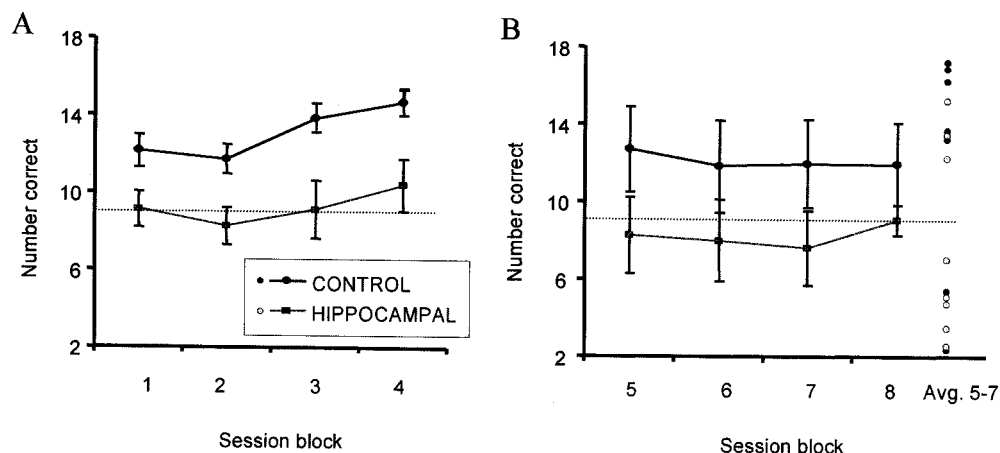 A
18
14
10
6
2
Number correct
CONTROL
HIPPOCAMPAL
1 2 3 4
Session block
B
18
14
10
6
2
Number correct
5 6 7 8 Avg. 5-7
Session block